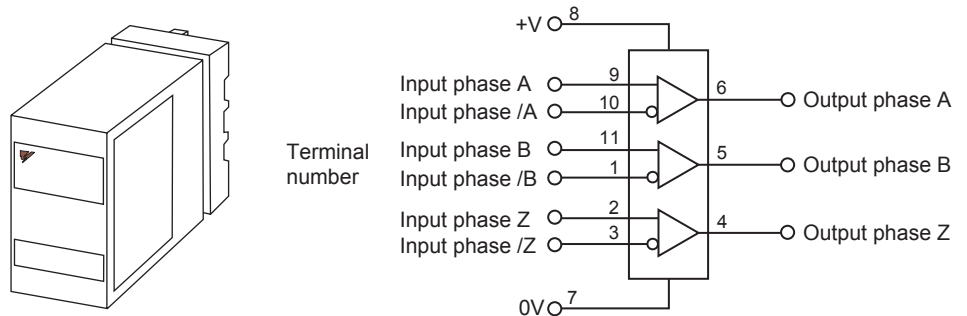 +V 8
Input phase A 9
Input phase /A 10
6 Output phase A
Terminal
number
Input phase B 11
Input phase /B 1
5 Output phase B
Input phase Z 2
Input phase /Z 3
4 Output phase Z
0V 7